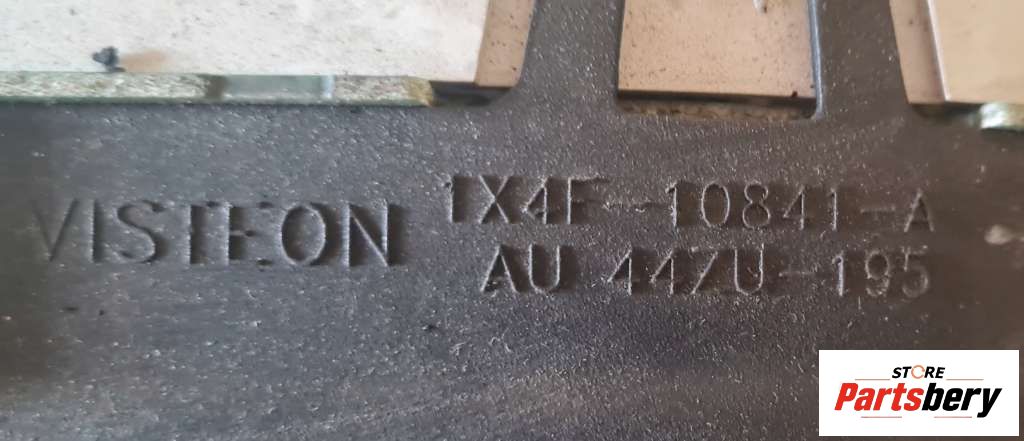 VISTEON 1X4F-10841-A
AU 44ZU-195
STORE
Partsbery